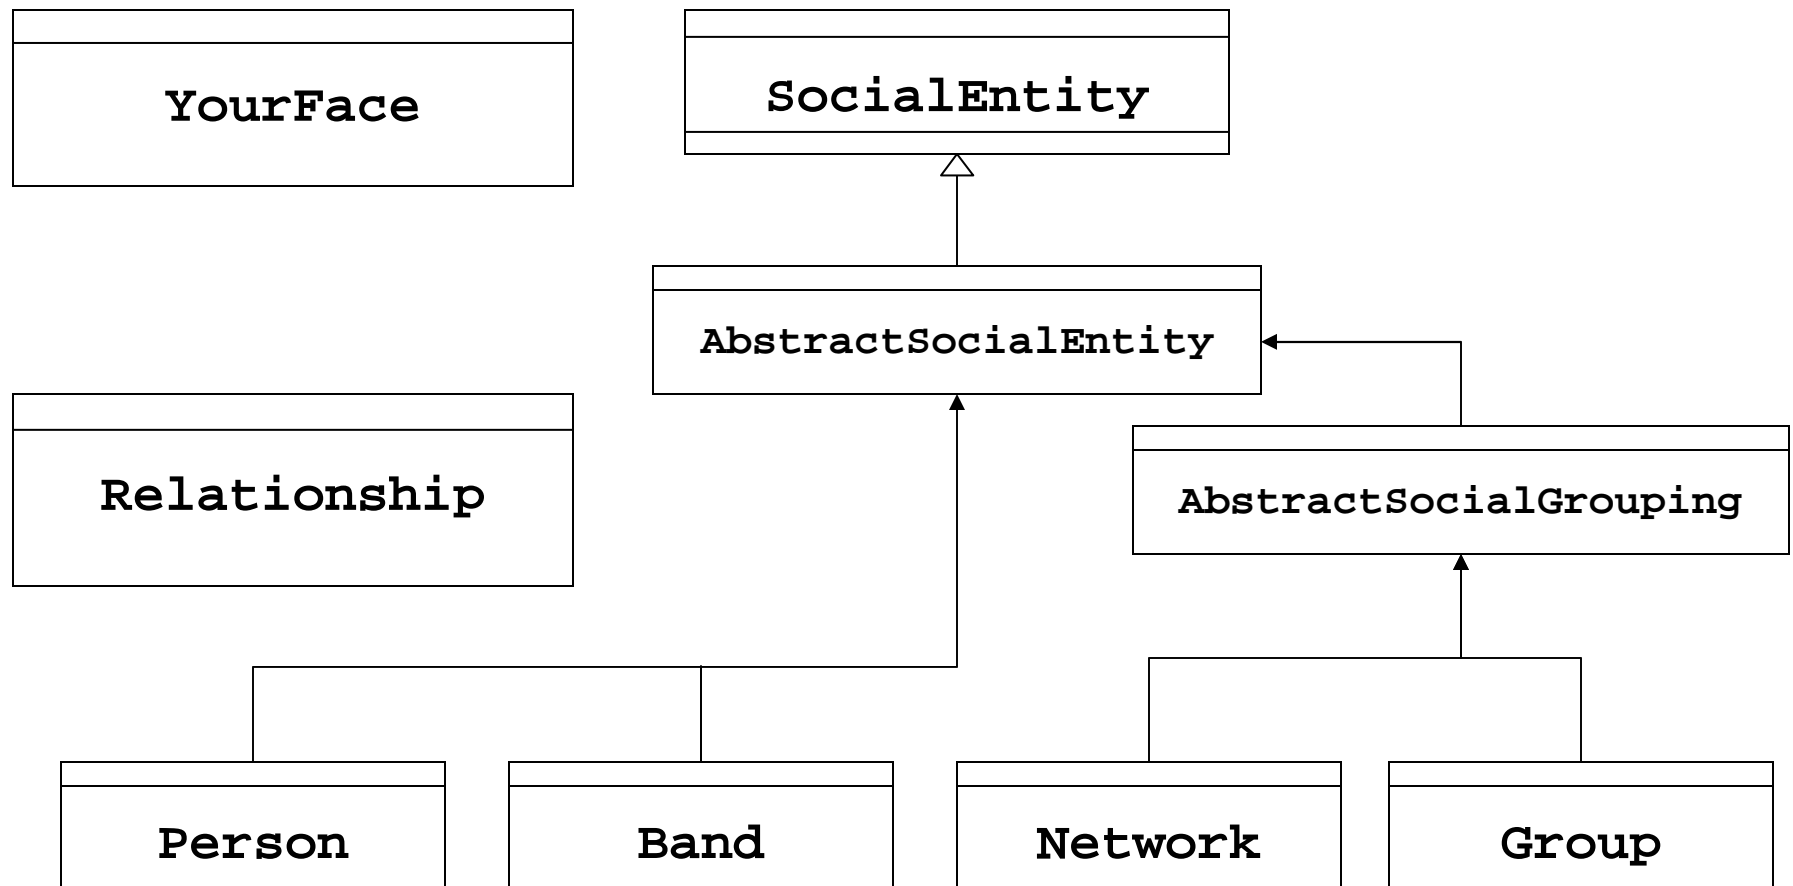 YourFace
SocialEntity
AbstractSocialEntity
Relationship
AbstractSocialGrouping
Person
Band
Network
Group